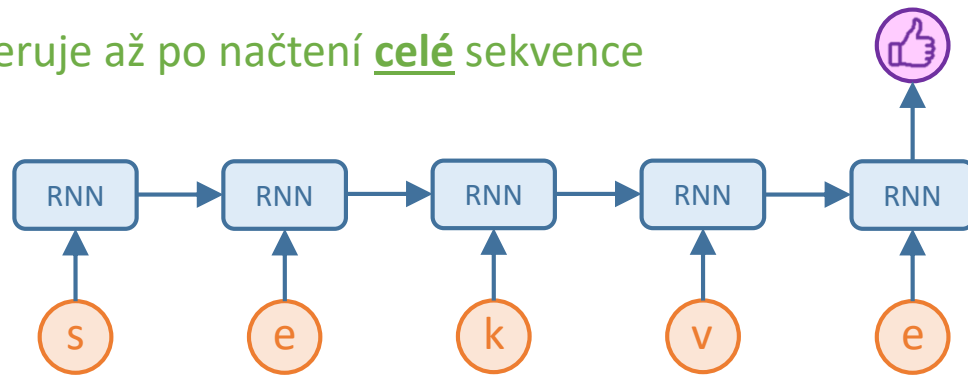 eruje až po načtení celé sekvence
RNN RNN RNN RNN RNN
s e k v e